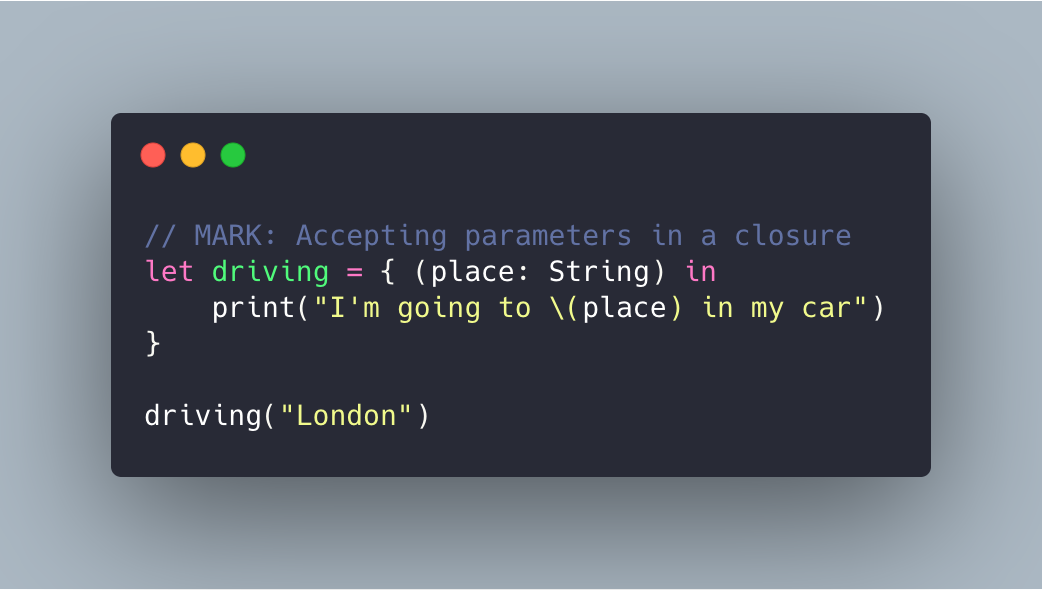 // MARK: Accepting parameters in a closure
let driving = { (place: String) in
    print("I'm going to \(place) in my car")
}

driving("London")